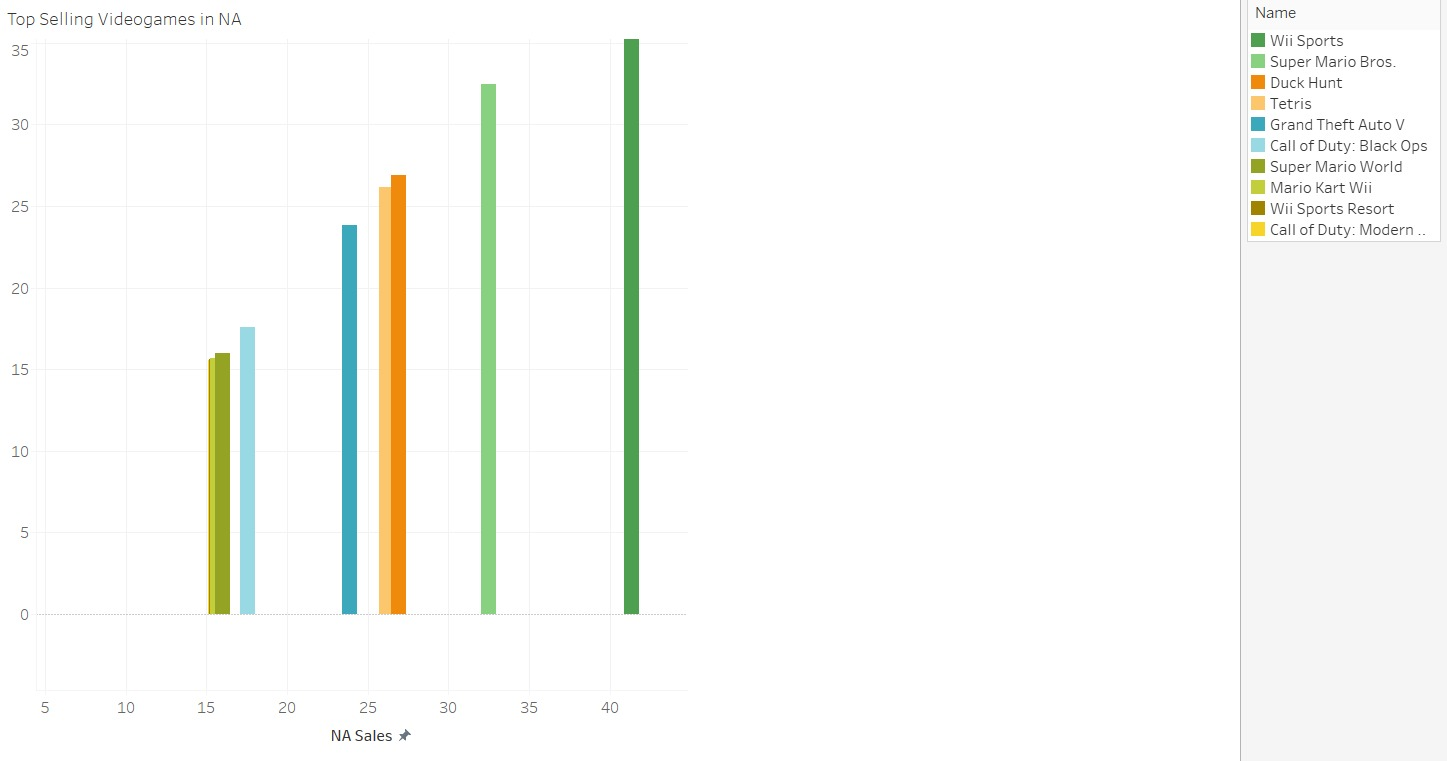 Top Selling Videogames in NA
35
30
25
20
15
10
5
0
5 10 15 20 25 30 35 40
NA Sales
Name
Wii Sports
Super Mario Bros.
Duck Hunt
Tetris
Grand Theft Auto V
Call of Duty: Black Ops
Super Mario World
Mario Kart Wii
Wii Sports Resort
Call of Duty: Modern ..